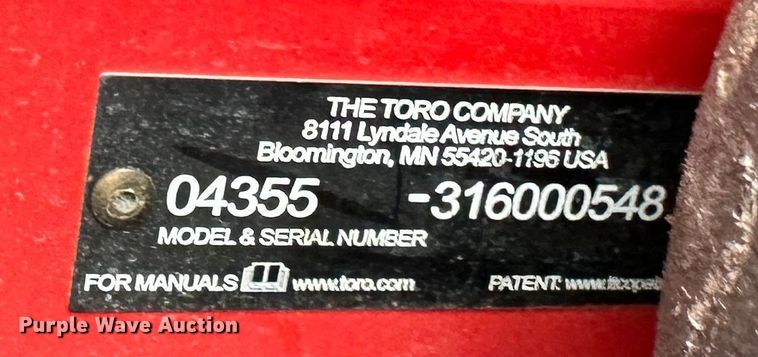 THE TORO COMPANY
8111 Lyndale Avenue South
Bloomington, MN 55420-1196 USA
04355 -316000548
MODEL & SERIAL NUMBER
FOR MANUALS www.toro.com PATENT:
Purple Wave Auction